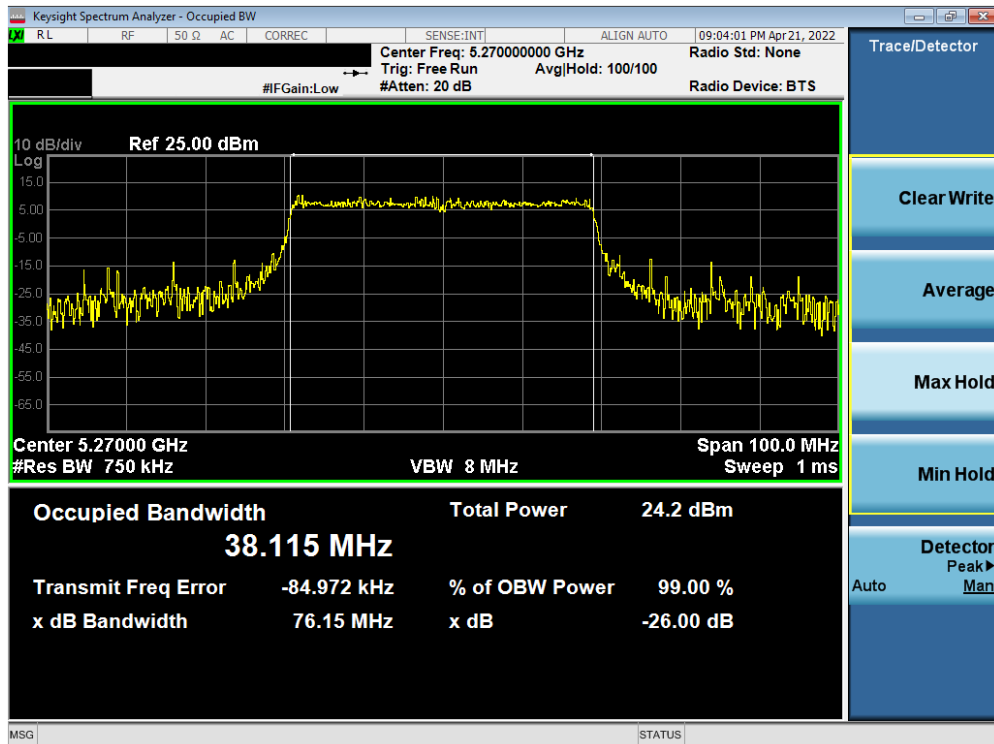 Keysight Spectrum Analyzer - Occupied BW
LXI RL RF 50 Ω AC CORREC SENSE:INT ALIGN AUTO 09:04:01 PM Apr 21, 2022
Center Freq: 5.270000000 GHz Radio Std: None
Trig: Free Run Avg|Hold: 100/100
#IFGain:Low #Atten: 20 dB Radio Device: BTS
10 dB/div Ref 25.00 dBm
Log
15.0
5.00
-5.00
-15.0
-25.0
-35.0
-45.0
-55.0
-65.0
Center 5.27000 GHz Span 100.0 MHz
#Res BW 750 kHz VBW 8 MHz Sweep 1 ms
Occupied Bandwidth Total Power 24.2 dBm
38.115 MHz
Transmit Freq Error -84.972 kHz % of OBW Power 99.00 %
x dB Bandwidth 76.15 MHz x dB -26.00 dB
Trace/Detector
Clear Write
Average
Max Hold
Min Hold
Detector
Peak▶
Auto Man
MSG STATUS